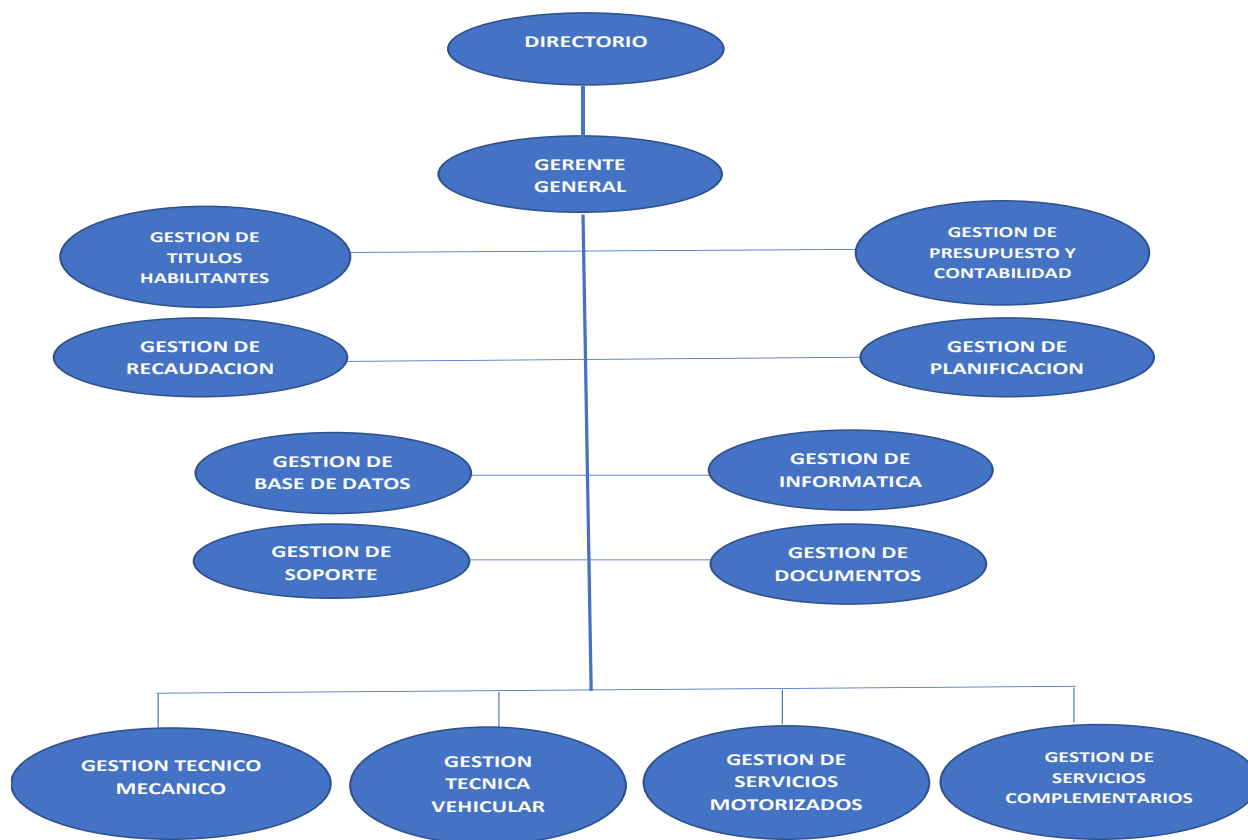 DIRECTORIO
GERENTE
GENERAL
GESTION DE
TITULOS
HABILITANTES
GESTION DE
PRESUPUESTO Y
CONTABILIDAD
GESTION DE
RECAUDACION
GESTION DE
PLANIFICACION
GESTION DE
BASE DE DATOS
GESTION DE
INFORMATICA
GESTION DE
SOPORTE
GESTION DE
DOCUMENTOS
GESTION TECNICO
MECANICO
GESTION
TECNICA
VEHICULAR
GESTION DE
SERVICIOS
MOTORIZADOS
GESTION DE
SERVICIOS
COMPLEMENTARIOS